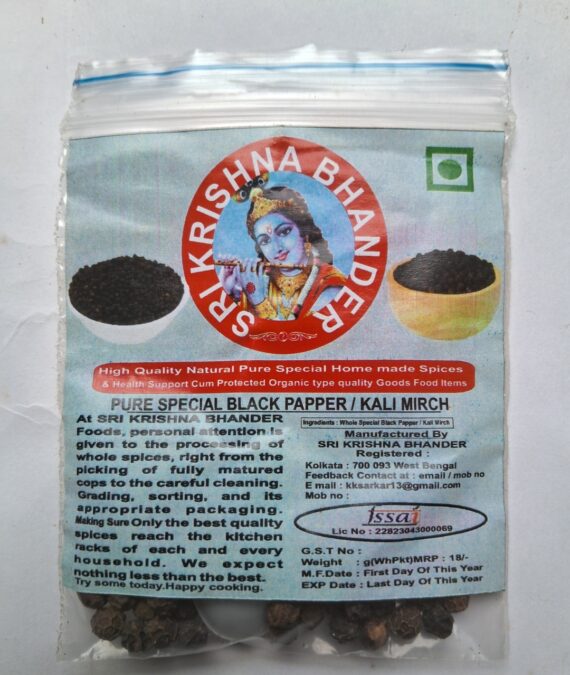 SRI KRISHNA BHANDER
High Quality Natural Pure Special Home made Spices
& Health Support Cum Protected Organic type quality Goods Food Items
PURE SPECIAL BLACK PAPPER / KALI MIRCH
At SRI KRISHNA BHANDER
Foods, personal attention is
given to the processing of
whole spices, right from the
picking of fully matured
cops to the careful cleaning.
Grading, sorting, and its
appropriate packaging.
Making Sure Only the best quality
spices reach the kitchen
racks of each and every
household. We expect
nothing less than the best.
Try some today.Happy cooking.
Ingredients : Whole Special Black Papper / Kali Mirch
Manufactured By
SRI KRISHNA BHANDER
Registered :
Kolkata : 700 093 West Bengal
Feedback Contact at : email / mob no
E mail : kksarkar13@gmail.com
Mob no :
fssai
Lic No : 22823043000069
G.S.T No :
Weight : g(WhPkt)MRP : 18/-
M.F.Date : First Day Of This Year
EXP Date : Last Day Of This Year